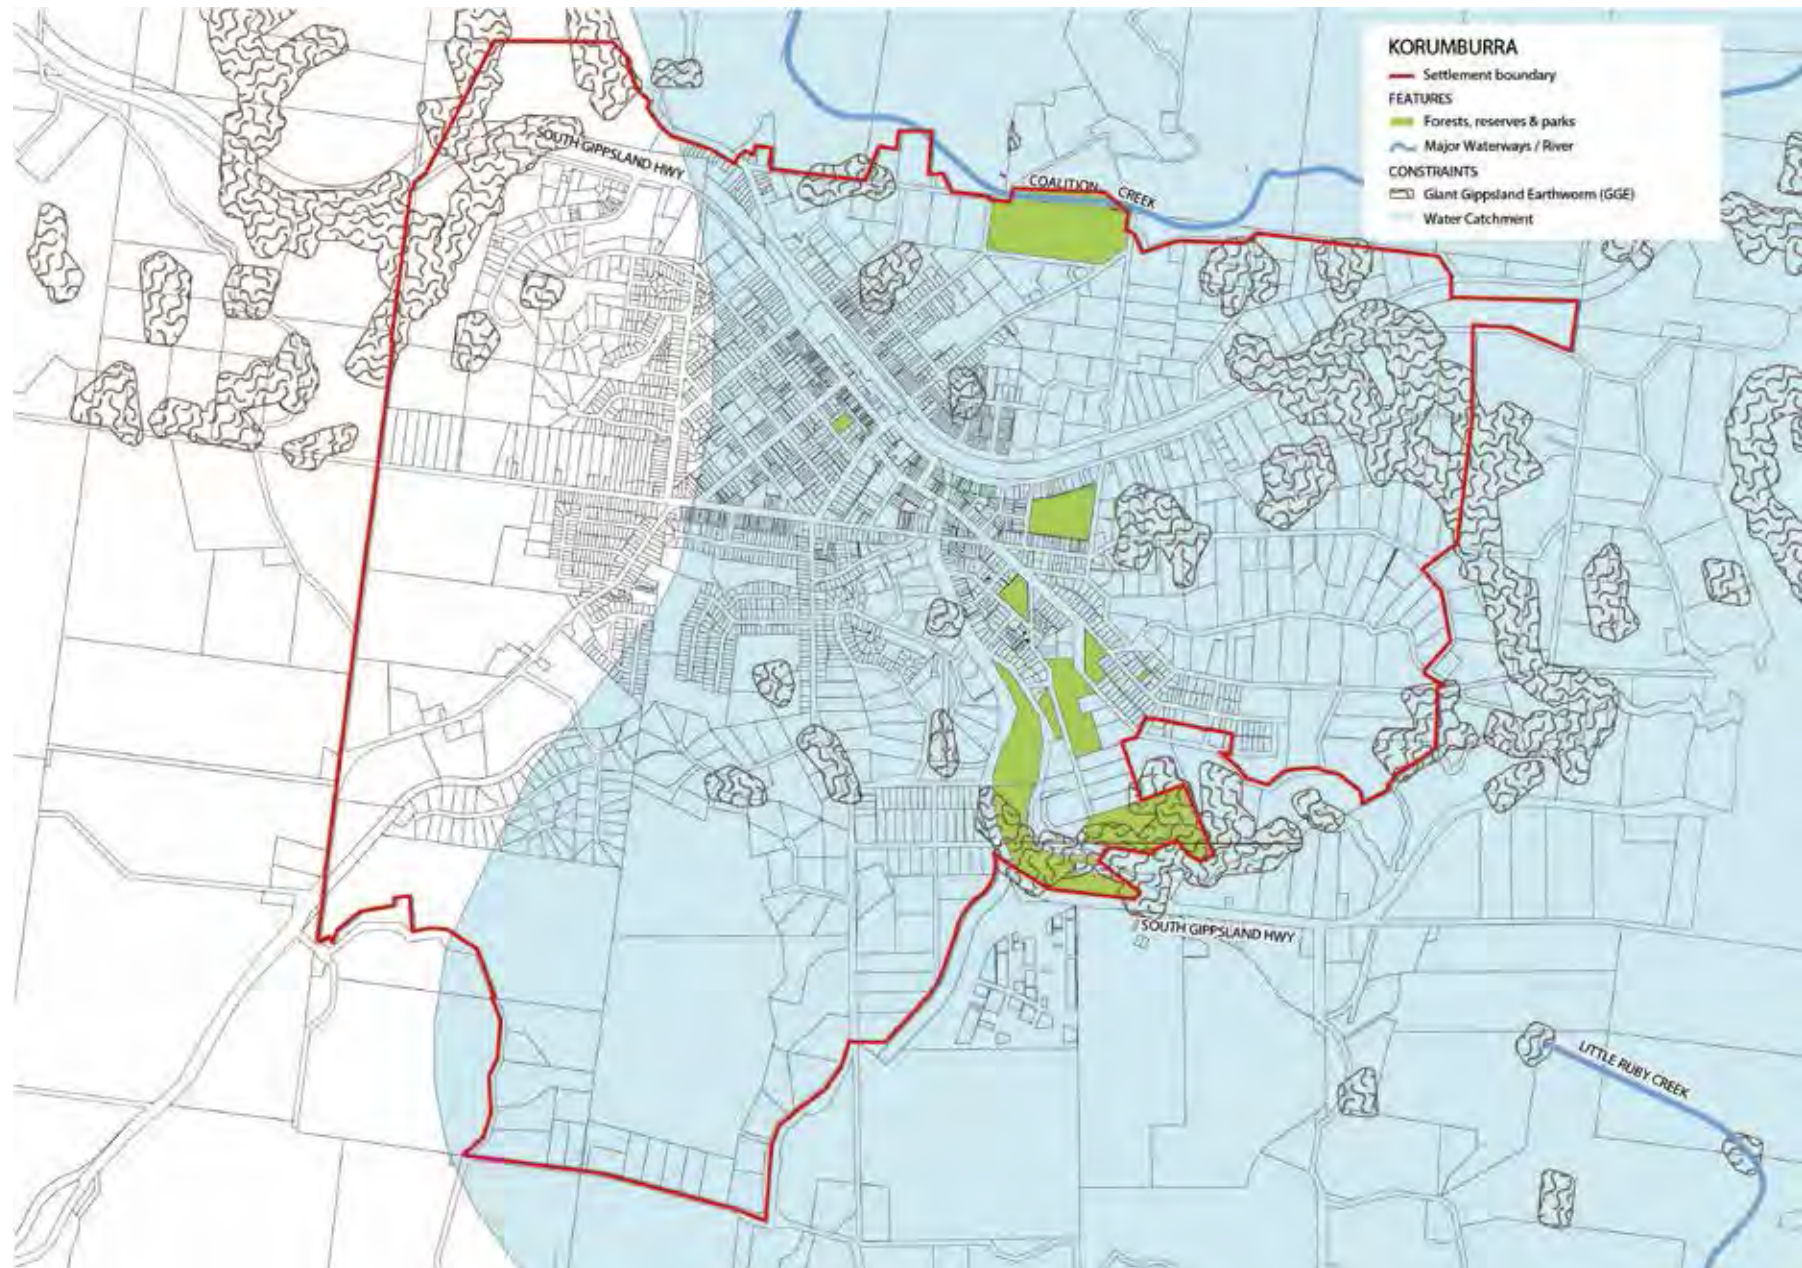 KORUMBURRA
Settlement boundary
FEATURES
Forests, reserves & parks
Major Waterways / River
CONSTRAINTS
Giant Gippsland Earthworm (GGE)
Water Catchment
SOUTH GIPPSLAND HWY
COALITION CREEK
SOUTH GIPPSLAND HWY
LITTLE RUBY CREEK